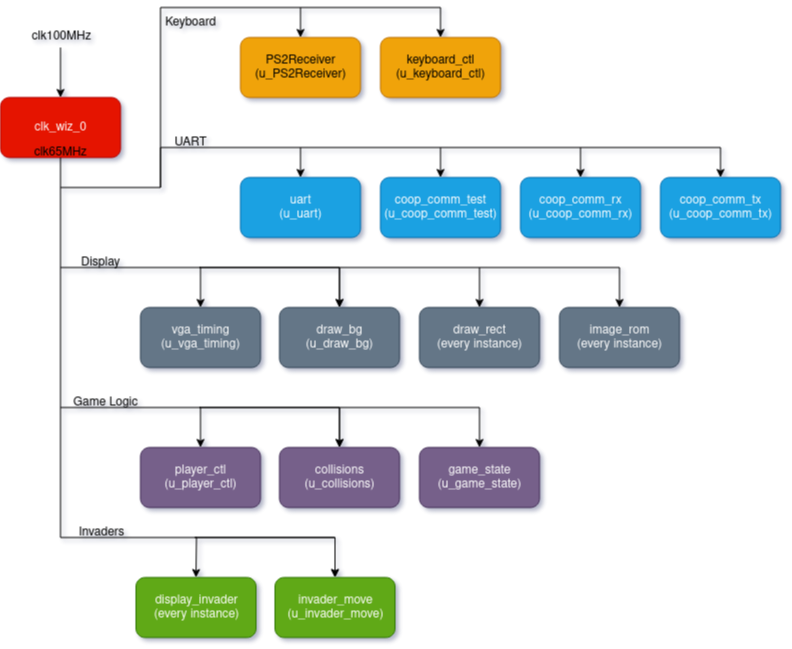 Keyboard
clk100MHz
PS2Receiver
(u_PS2Receiver)
keyboard_ctl
(u_keyboard_ctl)
clk_wiz_0
clk65MHz
UART
uart
(u_uart)
coop_comm_test
(u_coop_comm_test)
coop_comm_rx
(u_coop_comm_rx)
coop_comm_tx
(u_coop_comm_tx)
Display
vga_timing
(u_vga_timing)
draw_bg
(u_draw_bg)
draw_rect
(every instance)
image_rom
(every instance)
Game Logic
player_ctl
(u_player_ctl)
collisions
(u_collisions)
game_state
(u_game_state)
Invaders
display_invader
(every instance)
invader_move
(u_invader_move)